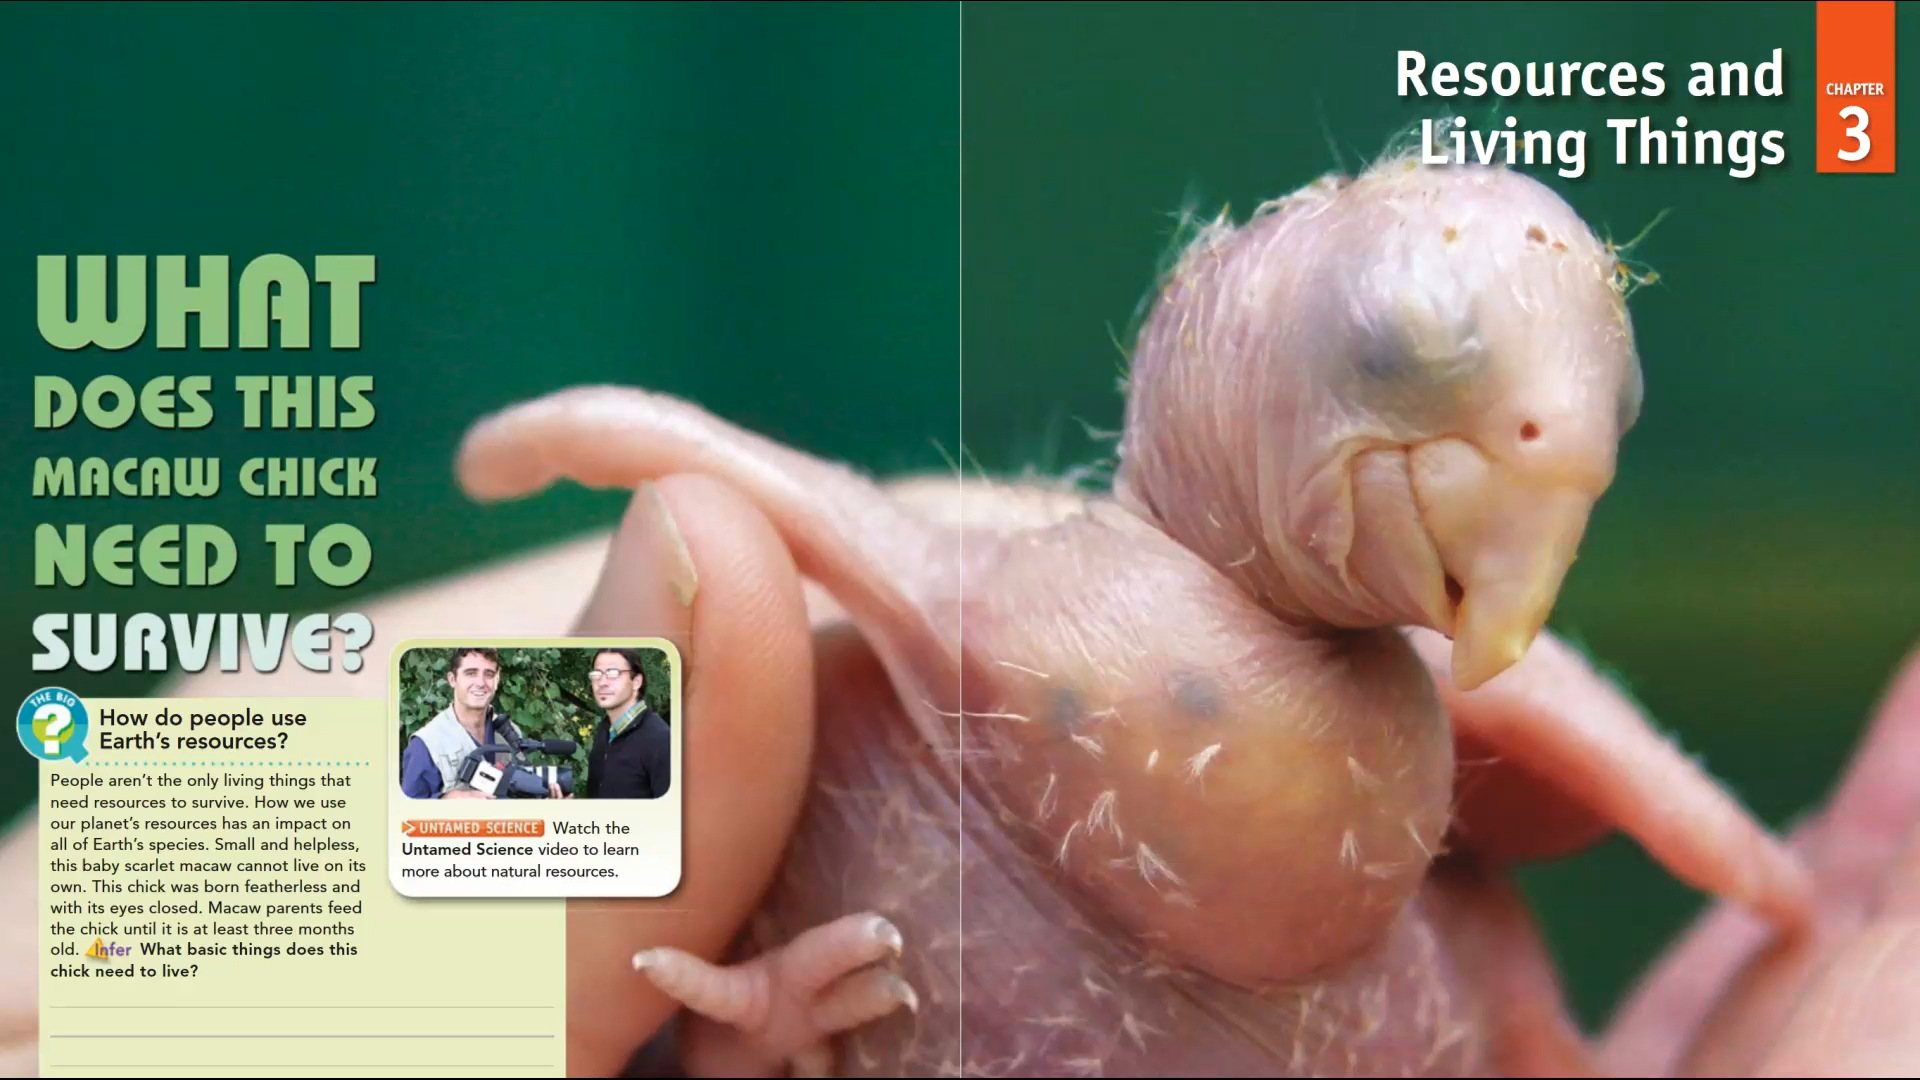 Resources and
Living Things
CHAPTER
3
WHAT
DOES THIS
MACAW CHICK
NEED TO
SURVIVE?
THE BIG
?
How do people use
Earth's resources?
People aren't the only living things that
need resources to survive. How we use
our planet's resources has an impact on
all of Earth's species. Small and helpless,
this baby scarlet macaw cannot live on its
own. This chick was born featherless and
with its eyes closed. Macaw parents feed
the chick until it is at least three months
old. Infer What basic things does this
chick need to live?
> UNTAMED SCIENCE Watch the
Untamed Science video to learn
more about natural resources.